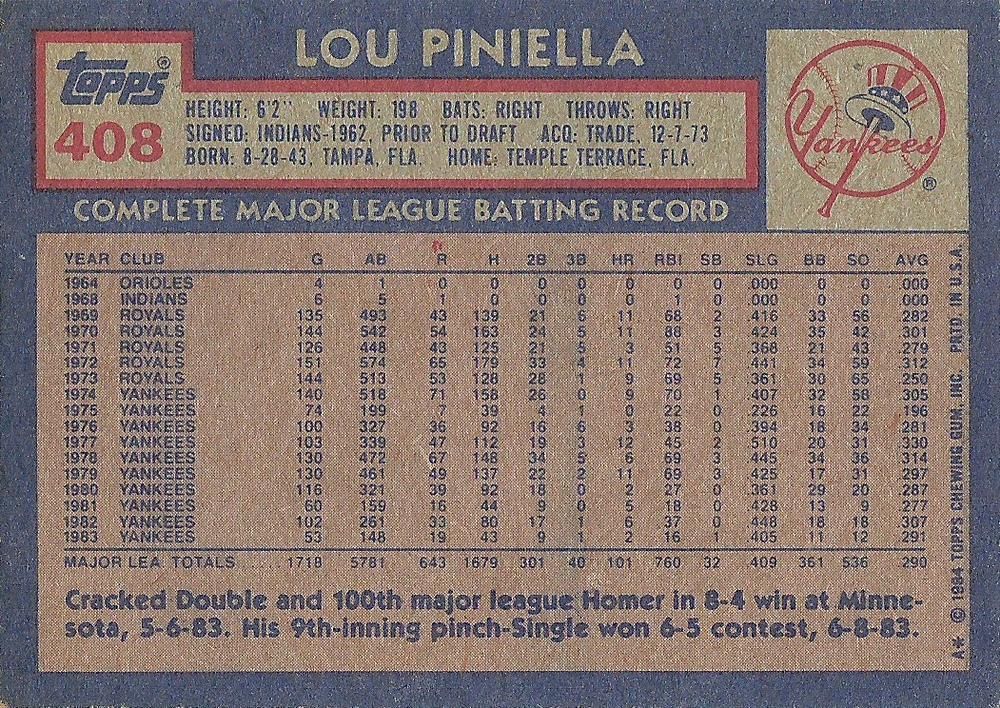 LOU PINIELLA
Topps®
408
HEIGHT: 6'2" WEIGHT: 198 BATS: RIGHT THROWS: RIGHT
SIGNED: INDIANS-1962, PRIOR TO DRAFT ACQ: TRADE, 12-7-73
BORN: 8-28-43, TAMPA, FLA. HOME: TEMPLE TERRACE, FLA.
Yankees ®
COMPLETE MAJOR LEAGUE BATTING RECORD
YEAR CLUB G AB R H 2B 3B HR RBI SB SLG BB SO AVG
1964 ORIOLES 4 1 0 0 0 0 0 0 0 .000 0 0 .000
1968 INDIANS 6 5 1 0 0 0 0 1 0 .000 0 0 .000
1969 ROYALS 135 493 43 139 21 6 11 68 2 .416 33 56 .282
1970 ROYALS 144 542 54 163 24 5 11 88 3 .424 35 42 .301
1971 ROYALS 126 448 43 125 21 5 3 51 5 .368 21 43 .279
1972 ROYALS 151 574 65 179 33 4 11 72 7 .441 34 59 .312
1973 ROYALS 144 513 53 128 28 1 9 69 5 .361 30 65 .250
1974 YANKEES 140 518 71 158 26 0 9 70 1 .407 32 58 .305
1975 YANKEES 74 199 7 39 4 1 0 22 0 .226 16 22 .196
1976 YANKEES 100 327 36 92 16 6 3 38 0 .394 18 34 .281
1977 YANKEES 103 339 47 112 19 3 12 45 2 .510 20 31 .330
1978 YANKEES 130 472 67 148 34 5 6 69 3 .445 34 36 .314
1979 YANKEES 130 461 49 137 22 2 11 69 3 .425 17 31 .297
1980 YANKEES 116 321 39 92 18 0 2 27 0 .361 29 20 .287
1981 YANKEES 60 159 16 44 9 0 5 18 0 .428 13 9 .277
1982 YANKEES 102 261 33 80 17 1 6 37 0 .448 18 18 .307
1983 YANKEES 53 148 19 43 9 1 2 16 1 .405 11 12 .291
MAJOR LEA TOTALS .... 1718 5781 643 1679 301 40 101 760 32 .409 361 536 .290
Cracked Double and 100th major league Homer in 8-4 win at Minne-
sota, 5-6-83. His 9th-inning pinch-Single won 6-5 contest, 6-8-83.
A* © 1984 TOPPS CHEWING GUM, INC. PRTD. IN U.S.A.